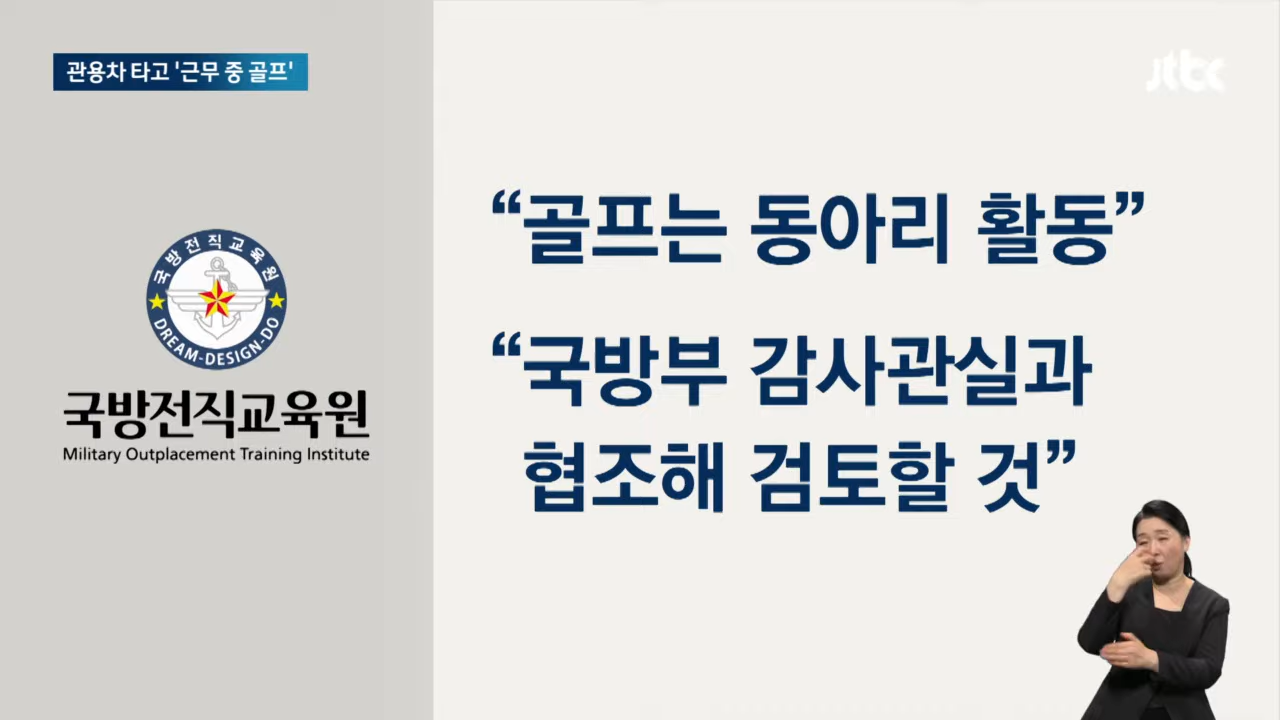 관용차 타고 '근무 중 골프'
jtbc
“골프는 동아리 활동”
“국방부 감사관실과
협조해 검토할 것”
국방전직교육원
DREAM-DESIGN-DO
국방전직교육원
Military Outplacement Training Institute